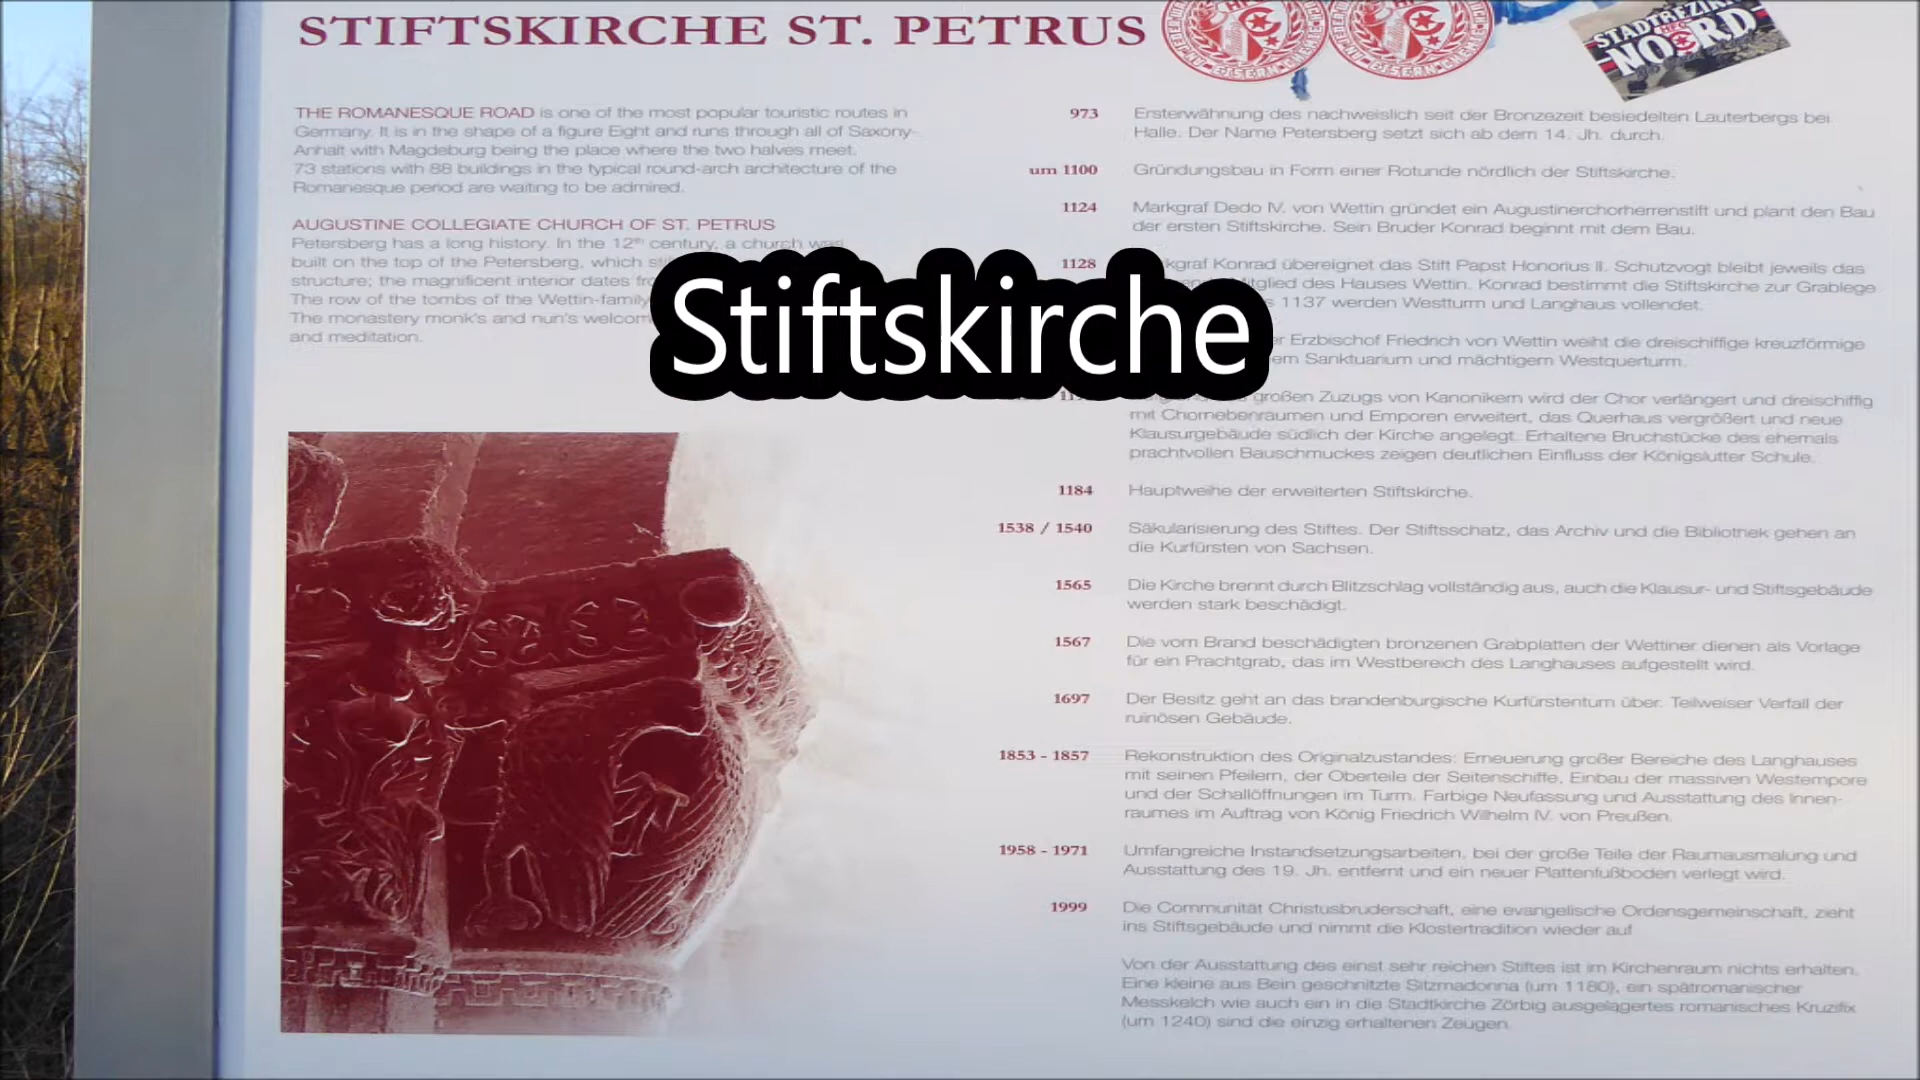 STIFTSKIRCHE ST. PETRUS
STADTBEZIRK
NORD
THE ROMANESQUE ROAD is one of the most popular touristic routes in
Germany. It is in the shape of a figure Eight and runs through all of Saxony-
Anhalt with Magdeburg being the place where the two halves meet.
73 stations with 88 buildings in the typical round-arch architecture of the
Romanesque period are waiting to be admired.
AUGUSTINE COLLEGIATE CHURCH OF ST. PETRUS
Petersberg has a long history. In the 12th century, a church was
built on the top of the Petersberg, which
structure; the magnificent interior dates
The row of the tombs of the Wettin-family
The monastery monk's and nun's
and meditation.
Stiftskirche
973 Ersterwähnung des nachweislich seit der Bronzezeit besiedelten Lauterbergs bei
Halle. Der Name Petersberg setzt sich ab dem 14. Jh. durch.
um 1100 Gründungsbau in Form einer Rotunde nördlich der Stiftskirche.
1124 Markgraf Dedo IV. von Wettin gründet ein Augustinerchorherrenstift und plant den Bau
der ersten Stiftskirche. Sein Bruder Konrad beginnt mit dem Bau.
1128 Konrad übereignet das Stift Papst Honorius II. Schutzvogt bleibt jeweils das
des Hauses Wettin. Konrad bestimmt die Stiftskirche zur Grablege.
1137 werden Westturm und Langhaus vollendet.
Erzbischof Friedrich von Wettin weiht die dreischiffige kreuzförmige
Sanktuarium und mächtigem Westquerturm.
großen Zuzugs von Kanonikern wird der Chor verlängert und dreischiffig
mit Chornebenräumen und Emporen erweitert, das Querhaus vergrößert und neue
Klausurgebäude südlich der Kirche angelegt. Erhaltene Bruchstücke des ehemals
prachtvollen Bauschmuckes zeigen deutlichen Einfluss der Königslutter Schule.
1184 Hauptweihe der erweiterten Stiftskirche.
1538 / 1540 Säkularisierung des Stiftes. Der Stiftsschatz, das Archiv und die Bibliothek gehen an
die Kurfürsten von Sachsen.
1565 Die Kirche brennt durch Blitzschlag vollständig aus, auch die Klausur- und Stiftsgebäude
werden stark beschädigt.
1567 Die vom Brand beschädigten bronzenen Grabplatten der Wettiner dienen als Vorlage
für ein Prachtgrab, das im Westbereich des Langhauses aufgestellt wird.
1697 Der Besitz geht an das brandenburgische Kurfürstentum über. Teilweiser Verfall der
ruinösen Gebäude.
1853 - 1857 Rekonstruktion des Originalzustandes: Erneuerung großer Bereiche des Langhauses
mit seinen Pfeilern, der Oberteile der Seitenschiffe, Einbau der massiven Westempore
und der Schallöffnungen im Turm. Farbige Neufassung und Ausstattung des Innen-
raumes im Auftrag von König Friedrich Wilhelm IV. von Preußen.
1958 - 1971 Umfangreiche Instandsetzungsarbeiten, bei der große Teile der Raumausmalung und
Ausstattung des 19. Jh. entfernt und ein neuer Plattenfußboden verlegt wird.
1999 Die Communität Christusbruderschaft, eine evangelische Ordensgemeinschaft, zieht
ins Stiftsgebäude und nimmt die Klostertradition wieder auf
Von der Ausstattung des einst sehr reichen Stiftes ist im Kirchenraum nichts erhalten.
Eine kleine aus Bein geschnitzte Sitzmadonna (um 1180), ein spätromanischer
Messkelch wie auch ein in die Stadtkirche Zörbig ausgelagertes romanisches Kruzifix
(um 1240) sind die einzig erhaltenen Zeugen.